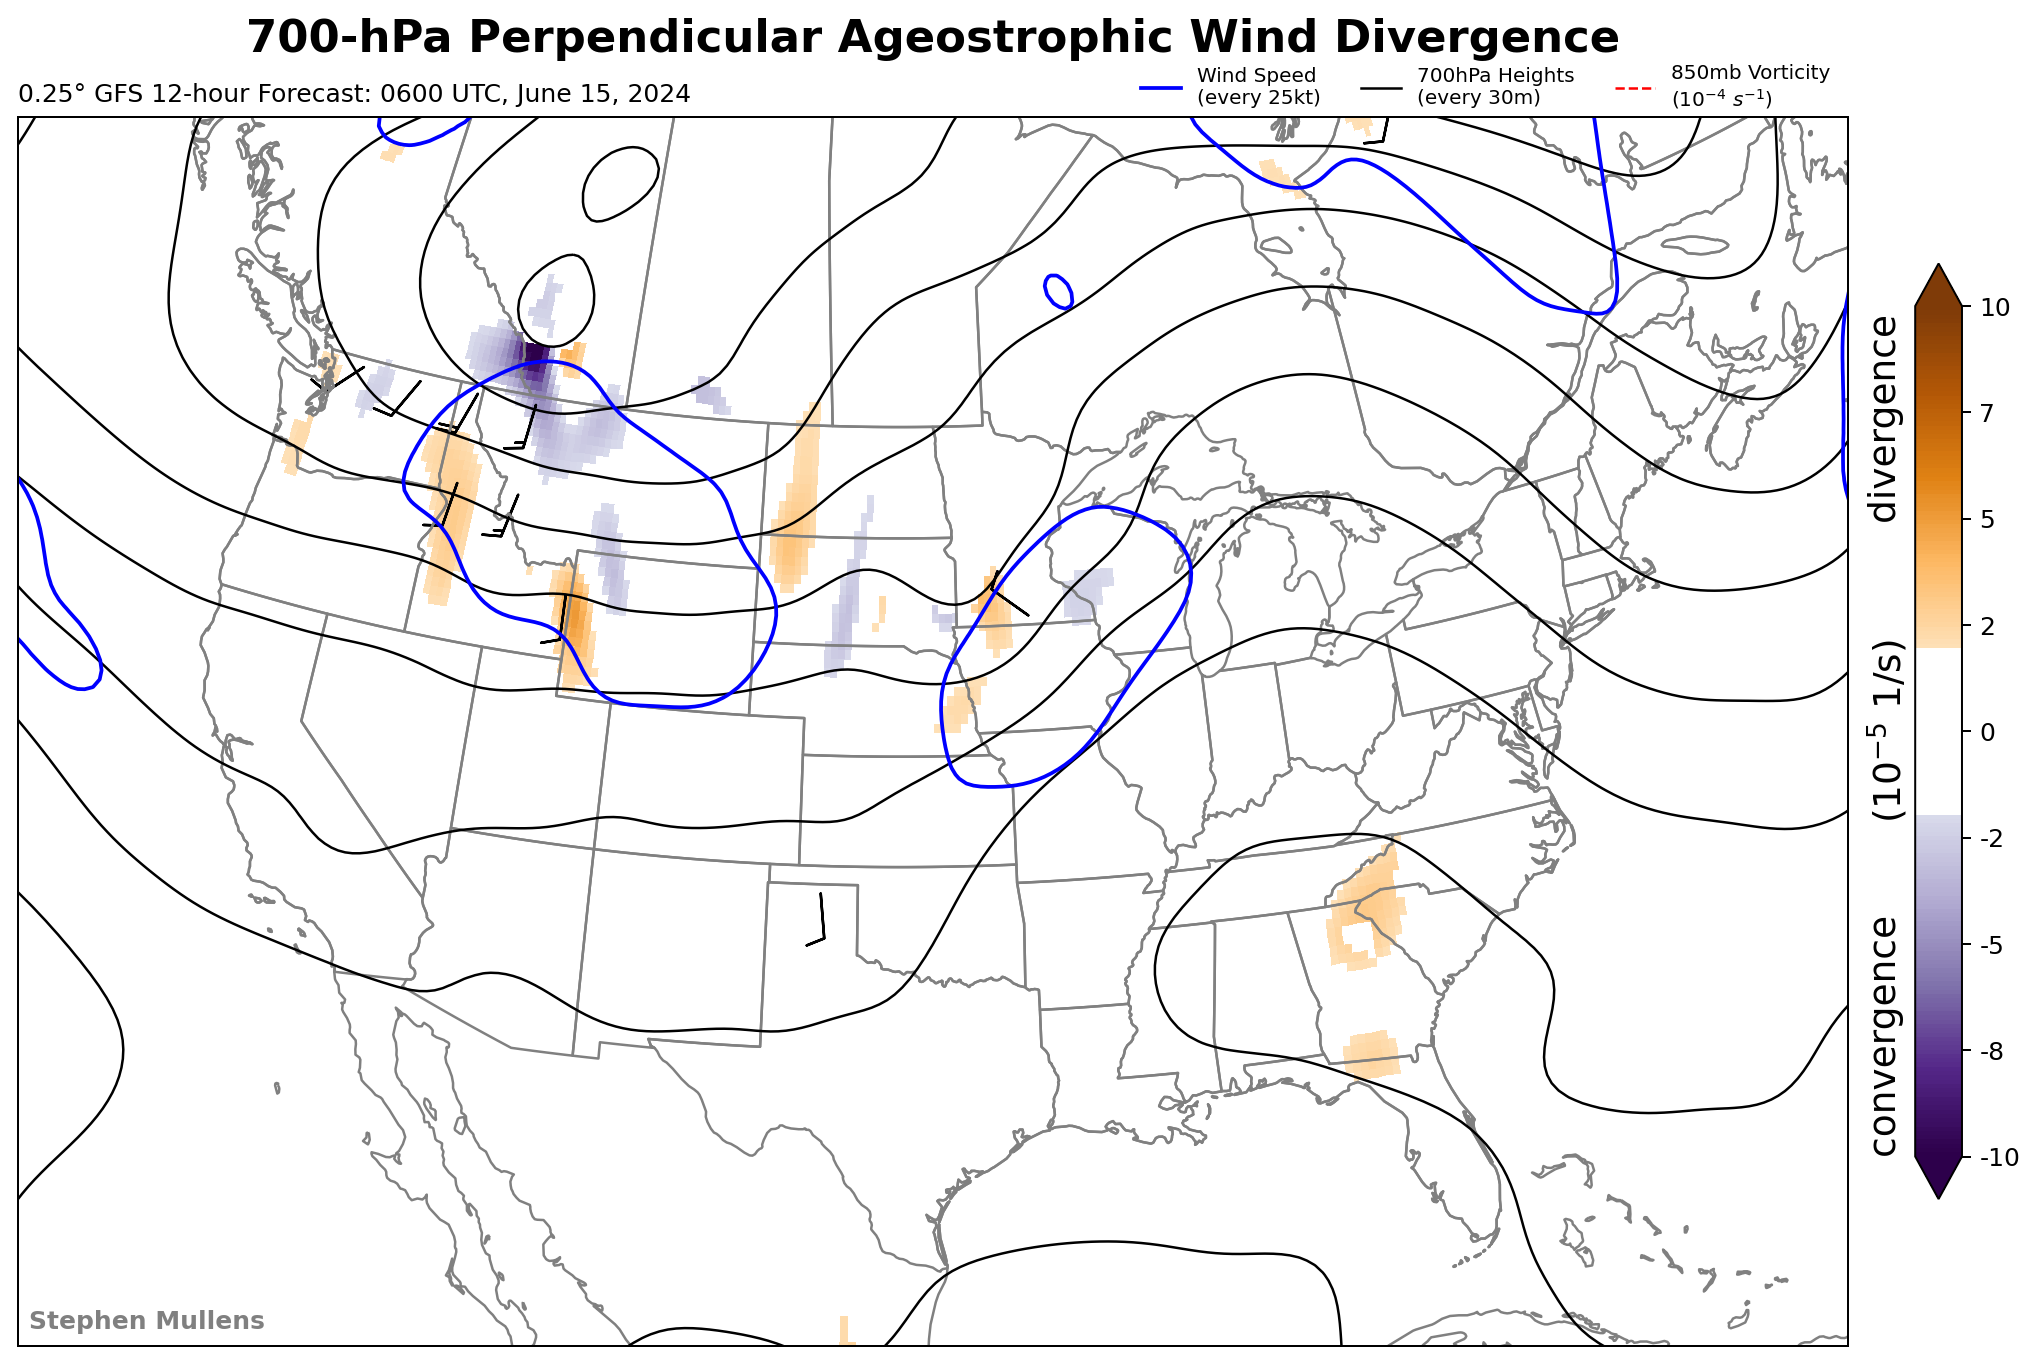 700-hPa Perpendicular Ageostrophic Wind Divergence
0.25° GFS 12-hour Forecast: 0600 UTC, June 15, 2024
Wind Speed
(every 25kt)
700hPa Heights
(every 30m)
850mb Vorticity
(10⁻⁴ s⁻¹)
10
7
5
2
0
-2
-5
-8
-10
convergence (10⁻⁵ 1/s) divergence
Stephen Mullens